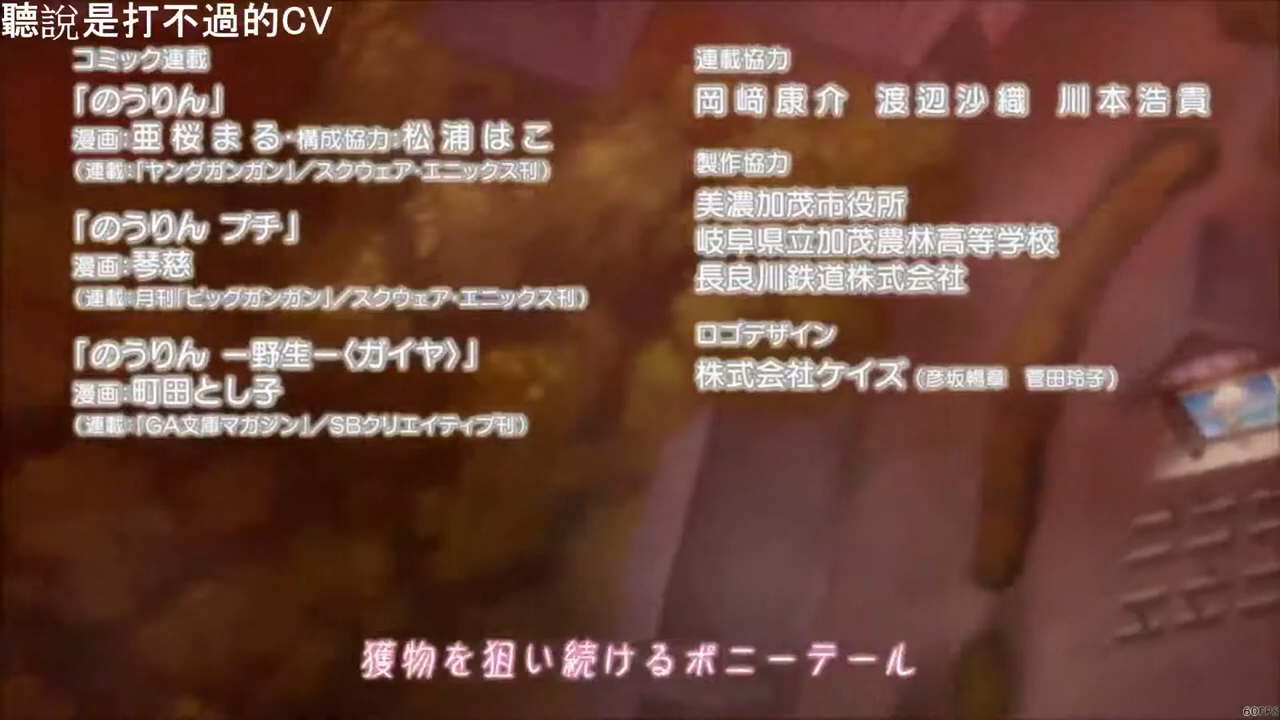 聽說是打不過的CV
コミック連載
「のうりん」
漫画:亜桜まる・構成協力:松浦はこ
(連載:「ヤングガンガン」／スクウェア・エニックス刊)
「のうりん プチ」
漫画:琴慈
(連載:月刊「ビッグガンガン」／スクウェア・エニックス刊)
「のうりん ー野生ー〈ガイヤ〉」
漫画:町田とし子
(連載:「GA文庫マガジン」／SBクリエイティブ刊)
連載協力
岡﨑康介 渡辺沙織 川本浩貴
製作協力
美濃加茂市役所
岐阜県立加茂農林高等学校
長良川鉄道株式会社
ロゴデザイン
株式会社ケイズ(彦坂暢章 菅田玲子)
獲物を狙い続けるポニーテール
60FPS